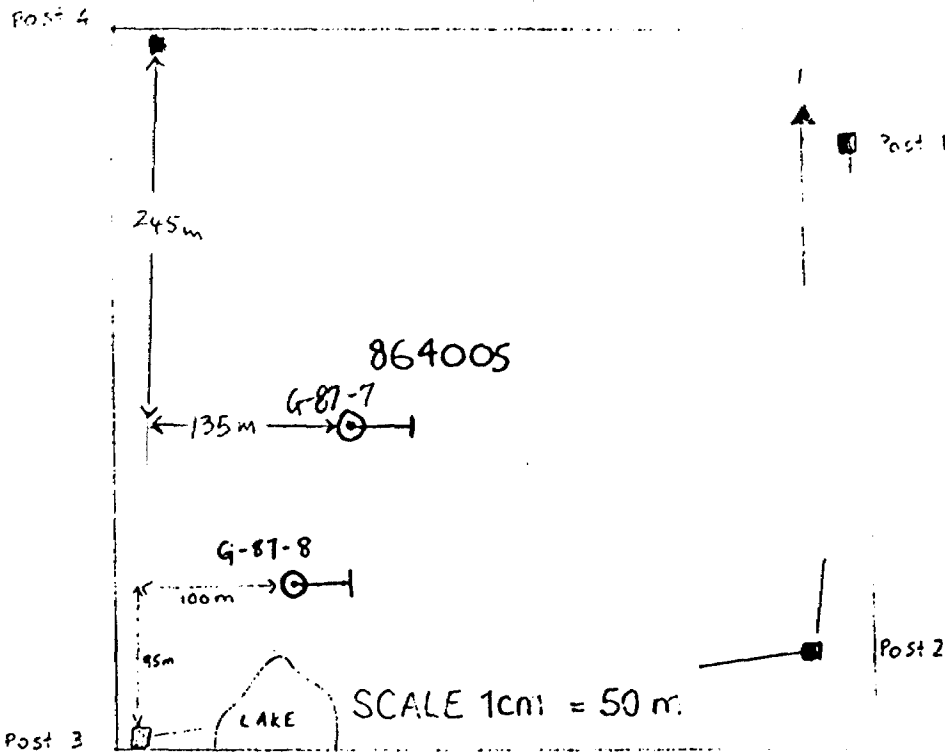 Post 4
Post 1
245m
864005
G-87-7
135m
G-87-8
100m
95m
Post 2
LAKE
SCALE 1cm = 50 m.
Post 3